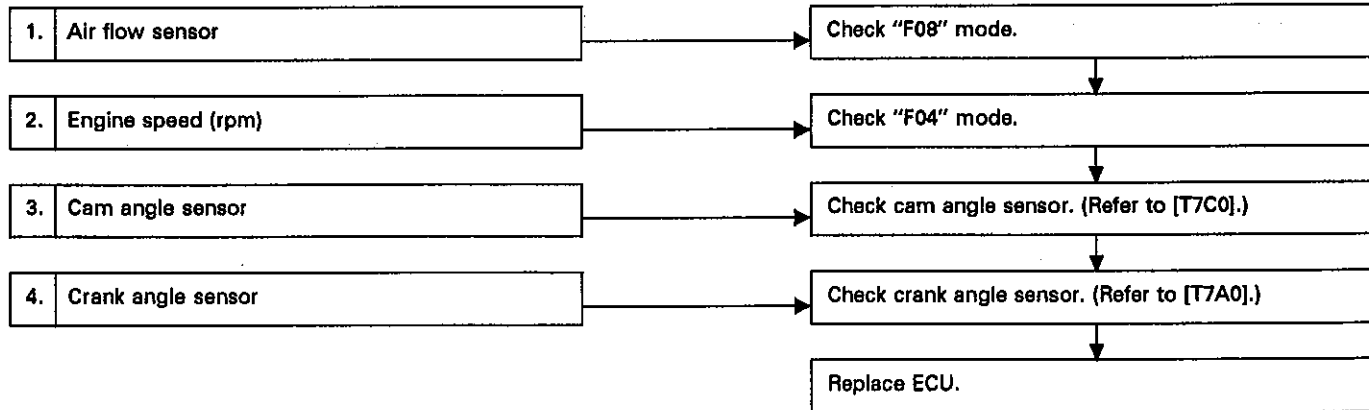 1. Air flow sensor
Check "F08" mode.
2. Engine speed (rpm)
Check "F04" mode.
3. Cam angle sensor
Check cam angle sensor. (Refer to [T7C0].)
4. Crank angle sensor
Check crank angle sensor. (Refer to [T7A0].)
Replace ECU.